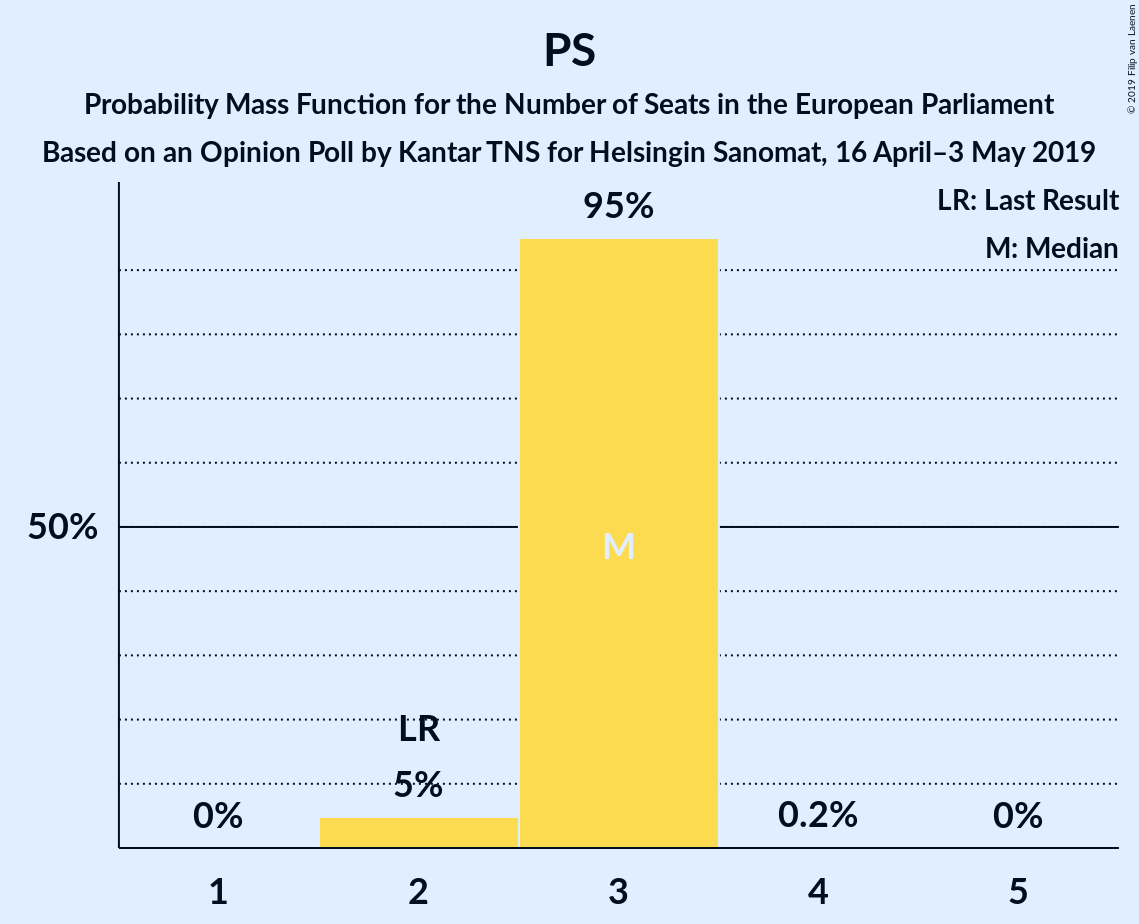 PS
Probability Mass Function for the Number of Seats in the European Parliament
Based on an Opinion Poll by Kantar TNS for Helsingin Sanomat, 16 April–3 May 2019
© 2019 Filip van Laenen
LR: Last Result
M: Median
95%
50%
M
LR
5%
0%
0.2%
0%
1
2
3
4
5